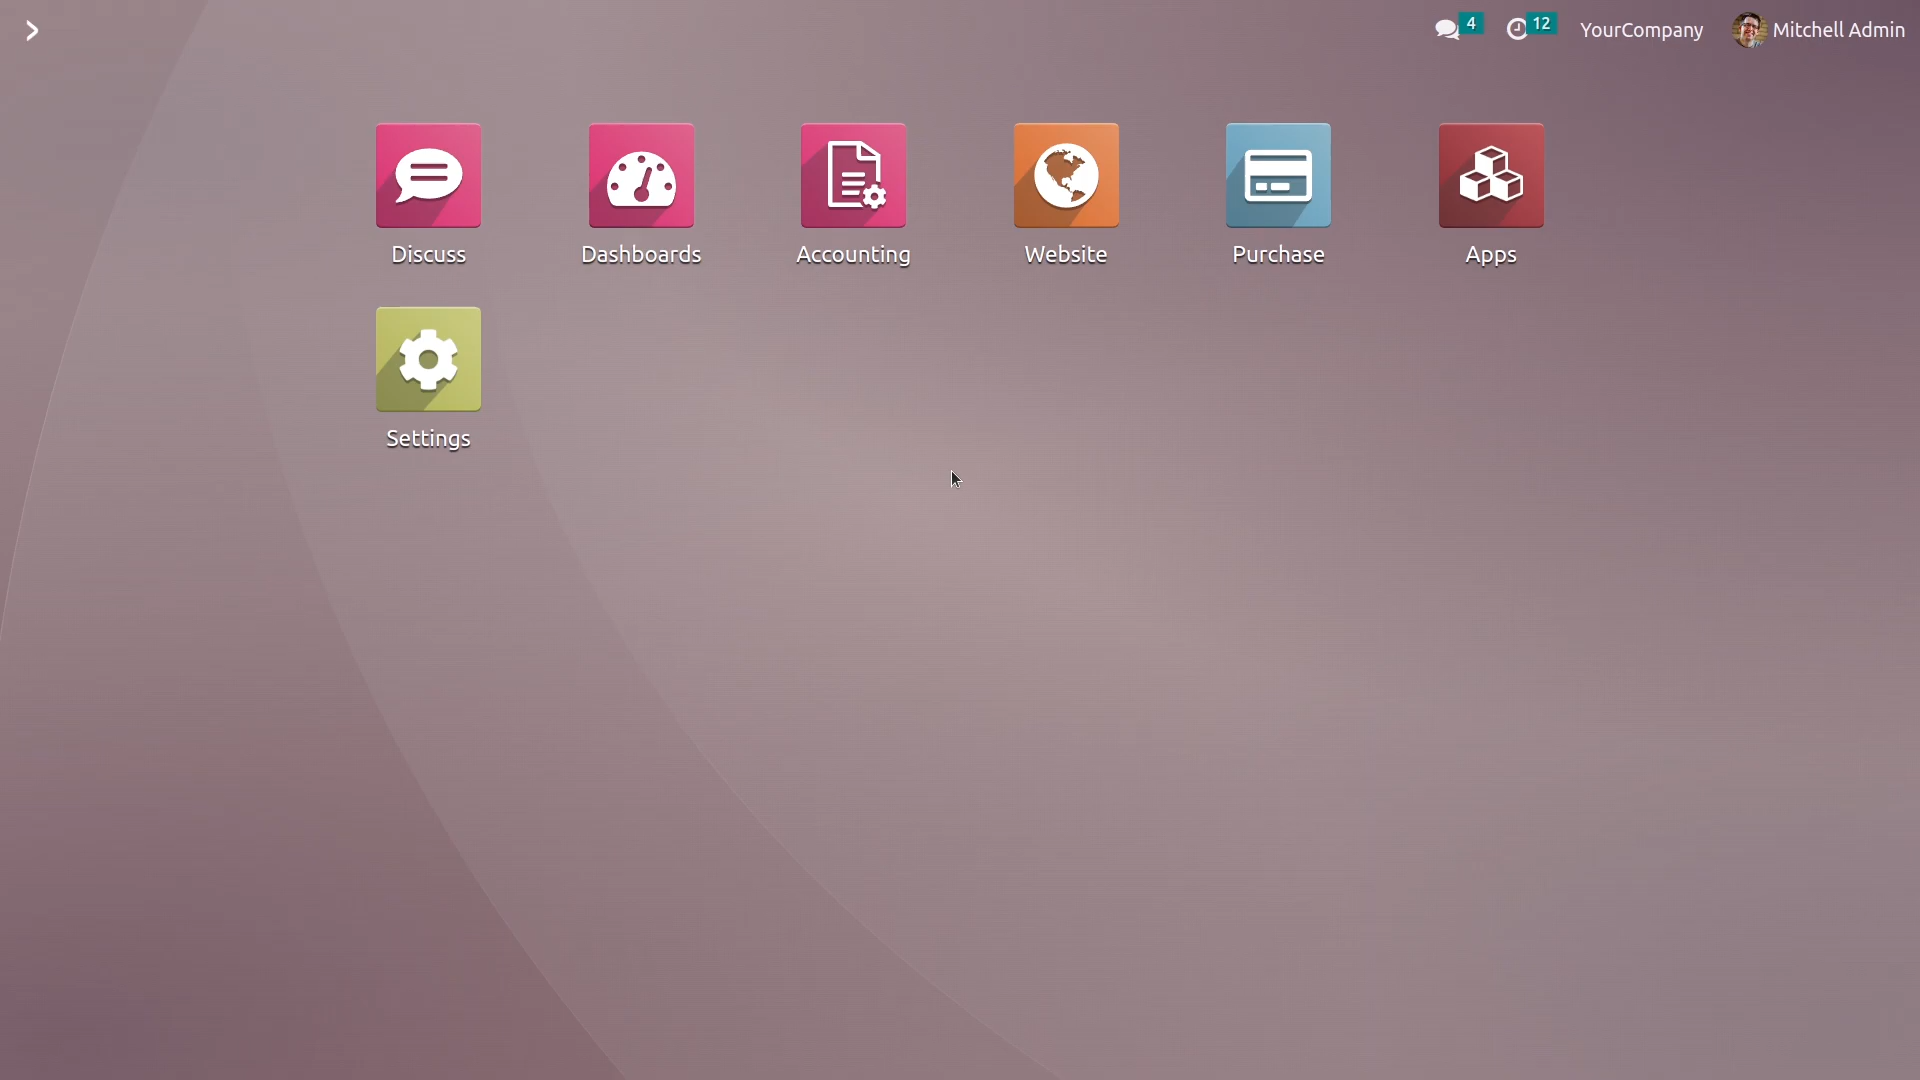 4
12
YourCompany
Mitchell Admin
Discuss
Dashboards
Accounting
Website
Purchase
Apps
Settings